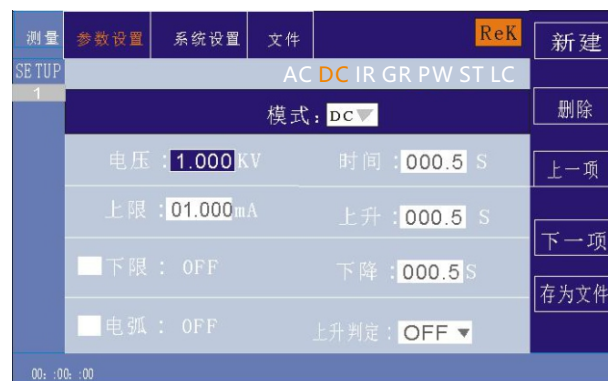 测量 参数设置 系统设置 文件 ReK 新建
SETUP AC DC IR GR PW ST LC
1
模式：DC 删除
电压：1.000 KV 时间：000.5 S 上一项
上限：01.000mA 上升：000.5 S
下一项
下限：OFF 下降：000.5 S
存为文件
电弧：OFF 上升判定：OFF
00：:00：:00